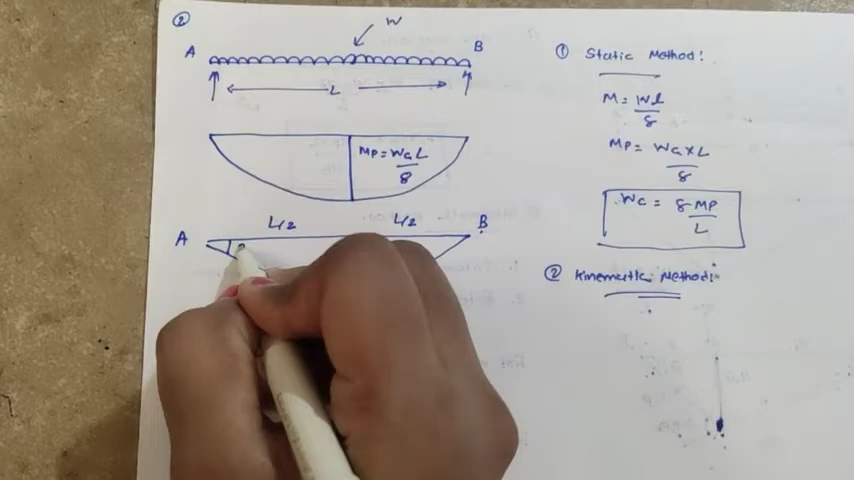 ②
W
A
B
L
MP = WcL
8
L/2
L/2
A
B
θ
① Static Method:
M = Wl
8
MP = Wc×L
8
Wc = 8 MP
L
② Kinematic Method: